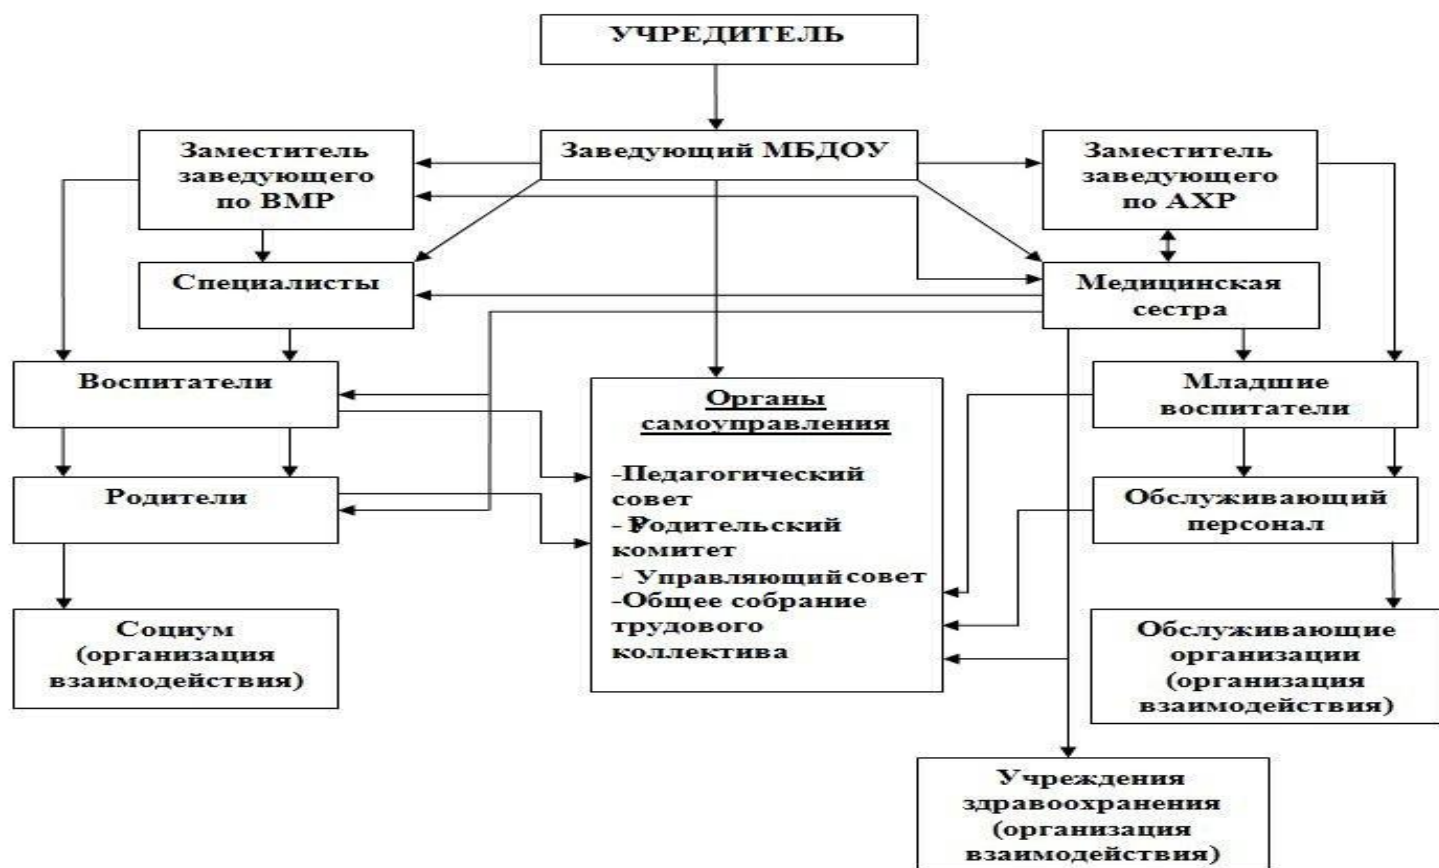 УЧРЕДИТЕЛЬ
Заместитель
заведующего
по ВМР
Заведующий МБДОУ
Заместитель
заведующего
по АХР
Специалисты
Медицинская
сестра
Воспитатели
Органы
самоуправления
-Педагогический
совет
- Родительский
комитет
- Управляющий совет
-Общее собрание
трудового
коллектива
Младшие
воспитатели
Родители
Обслуживающий
персонал
Социум
(организация
взаимодействия)
Обслуживающие
организации
(организация
взаимодействия)
Учреждения
здравоохранения
(организация
взаимодействия)